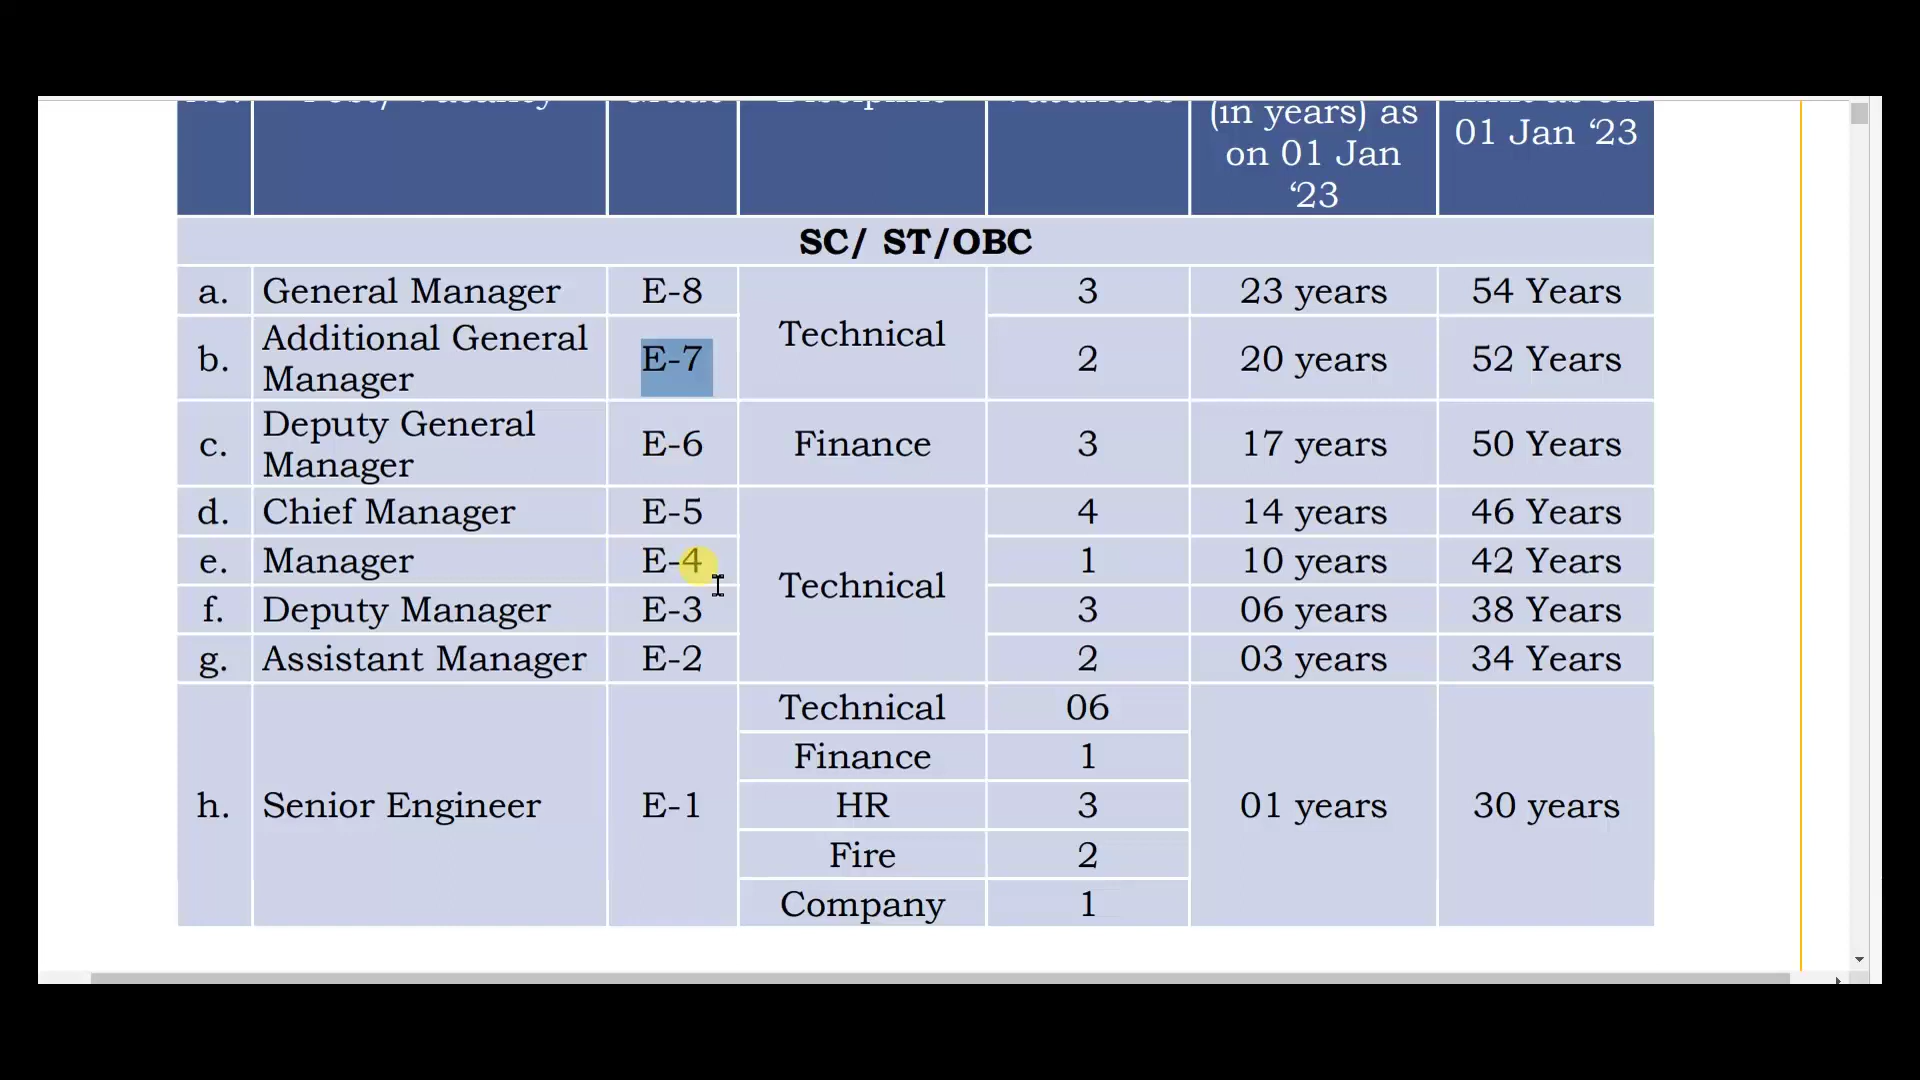 (in years) as
on 01 Jan
‘23
01 Jan ‘23
SC/ ST/OBC
a. General Manager E-8 Technical 3 23 years 54 Years
b. Additional General Manager E-7 2 20 years 52 Years
c. Deputy General Manager E-6 Finance 3 17 years 50 Years
d. Chief Manager E-5 Technical 4 14 years 46 Years
e. Manager E-4 1 10 years 42 Years
f. Deputy Manager E-3 3 06 years 38 Years
g. Assistant Manager E-2 2 03 years 34 Years
h. Senior Engineer E-1 Technical 06 01 years 30 years
Finance 1
HR 3
Fire 2
Company 1